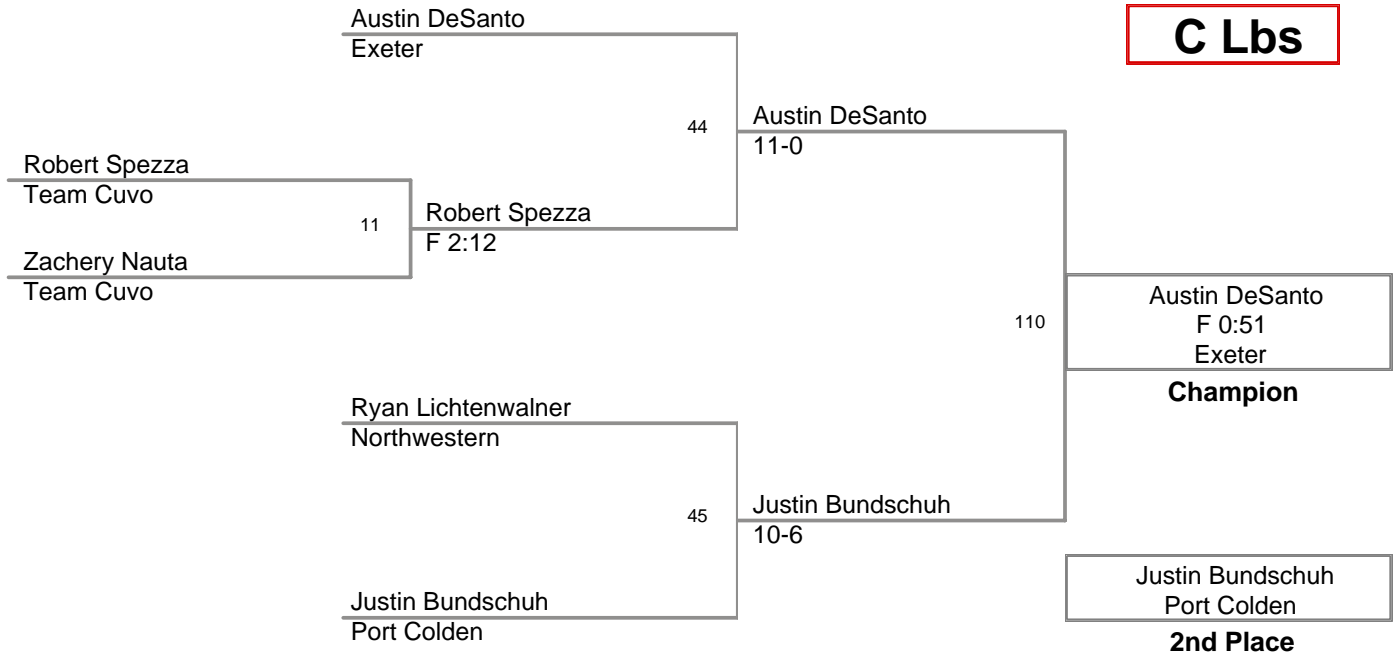 Austin DeSanto
Exeter
C Lbs
44
Austin DeSanto
11-0
Robert Spezza
Team Cuvo
11
Robert Spezza
F 2:12
Zachery Nauta
Team Cuvo
110
Austin DeSanto
F 0:51
Exeter
Champion
Ryan Lichtenwalner
Northwestern
45
Justin Bundschuh
10-6
Justin Bundschuh
Port Colden
Justin Bundschuh
Port Colden
2nd Place